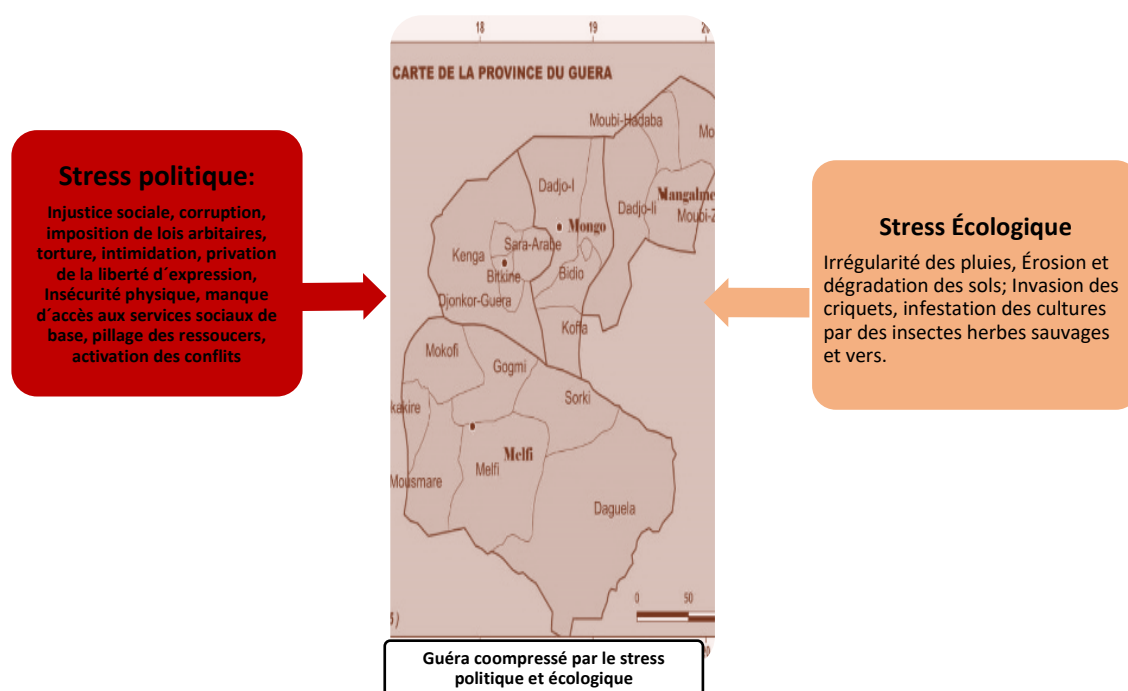 18 19 20
CARTE DE LA PROVINCE DU GUERA
Moubi-Hadaba
Mo
Dadjo-I
Mangalme
Dadjo-Ii
Moubi-Z
Mongo
Sara-Arabe
Kenga
Bitkine
Bidio
Djonkor-Guera
Koffa
Mokofi
Gogmi
Sorki
kakire
Melfi
Melfi
Mousmare
Daguela
0 50
Stress politique:
Injustice sociale, corruption,
imposition de lois arbitaires,
torture, intimidation, privation
de la liberté d´expression,
Insécurité physique, manque
d´accès aux services sociaux de
base, pillage des ressoucers,
activation des conflits
Stress Écologique
Irrégularité des pluies, Érosion et
dégradation des sols; Invasion des
criquets, infestation des cultures
par des insectes herbes sauvages
et vers.
Guéra coompressé par le stress
politique et écologique